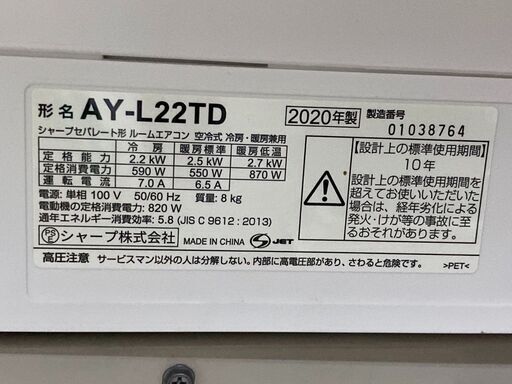 形 名 AY-L22TD 2020年製 製造番号
01038764
シャープセパレート形 ルームエアコン 空冷式 冷房・暖房兼用
冷 房 暖房標準 暖房低温
定 格 能 力 2.2 kW 2.5 kW 2.7 kW
定格消費電力 590 W 550 W 870 W
運 転 電 流 7.0 A 6.5 A
電源: 単相 100 V 50/60 Hz 質量: 8 kg
電動機の定格消費電力: 820 W
通年エネルギー消費効率: 5.8 (JIS C 9612 : 2013)
PS E シャープ株式会社 MADE IN CHINA S JET
【設計上の標準使用期間】
10 年
設計上の標準使用期間を
超えてお使いいただいた
場合は、経年劣化による
発火・けが等の事故に至
るおそれがあります。
高圧注意 サービスマン以外の人は分解しない。内部に高電圧部があり、さわると危険です。 >PET<